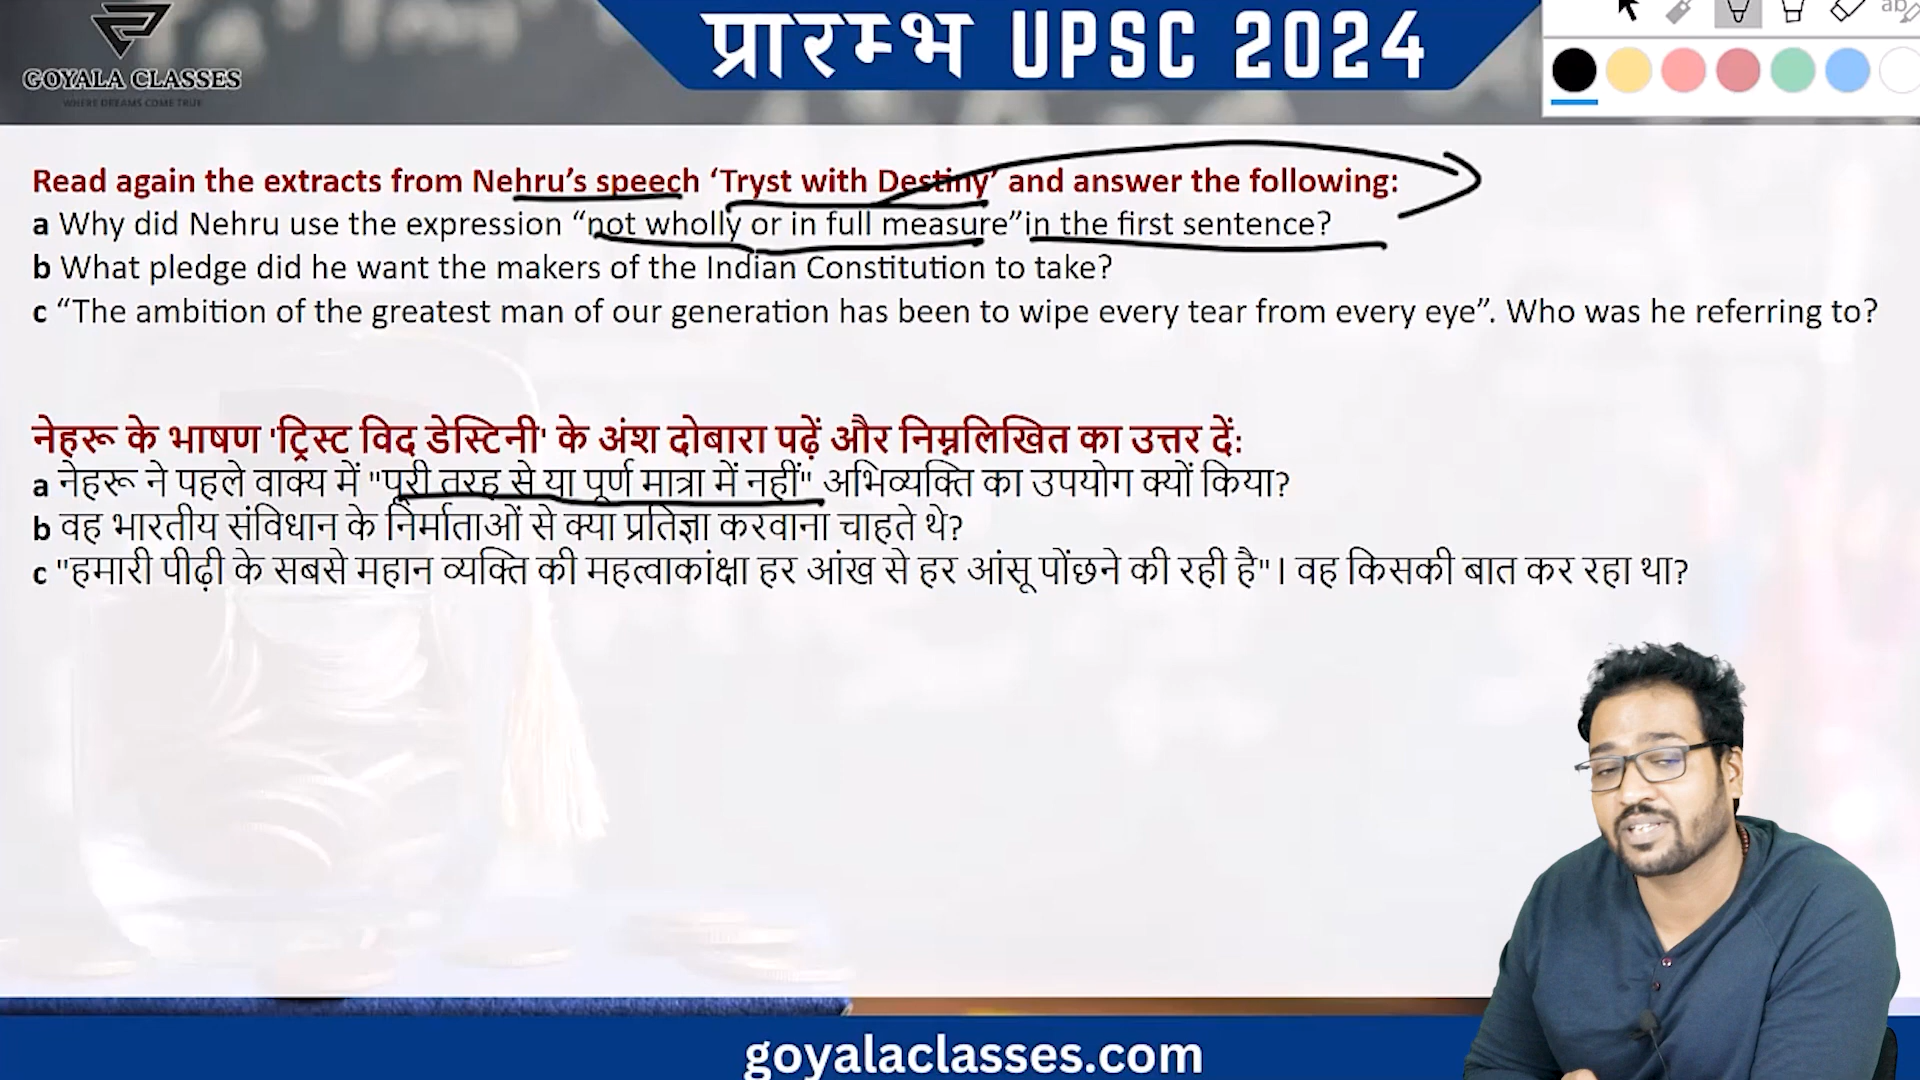 GOYALA CLASSES
WHERE DREAMS COME TRUE
प्रारम्भ UPSC 2024
Read again the extracts from Nehru’s speech ‘Tryst with Destiny’ and answer the following:
a Why did Nehru use the expression “not wholly or in full measure”in the first sentence?
b What pledge did he want the makers of the Indian Constitution to take?
c “The ambition of the greatest man of our generation has been to wipe every tear from every eye”. Who was he referring to?
नेहरू के भाषण 'ट्रिस्ट विद डेस्टिनी' के अंश दोबारा पढ़ें और निम्नलिखित का उत्तर दें:
a नेहरू ने पहले वाक्य में "पूरी तरह से या पूर्ण मात्रा में नहीं" अभिव्यक्ति का उपयोग क्यों किया?
b वह भारतीय संविधान के निर्माताओं से क्या प्रतिज्ञा करवाना चाहते थे?
c "हमारी पीढ़ी के सबसे महान व्यक्ति की महत्वाकांक्षा हर आंख से हर आंसू पोंछने की रही है"। वह किसकी बात कर रहा था?
goyalaclasses.com